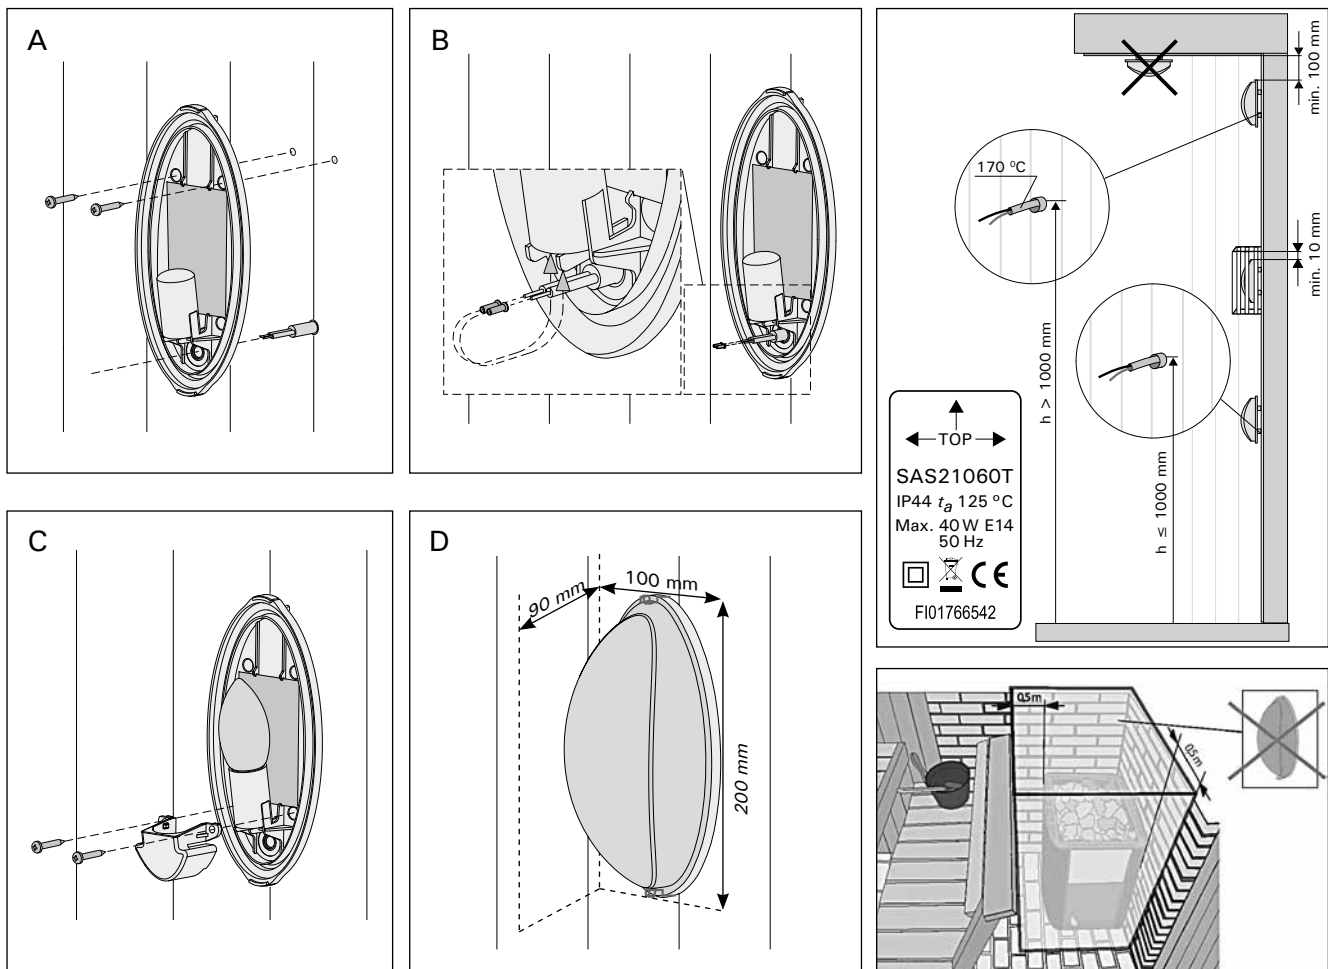 A
B
min. 100 mm
170 °C
min. 10 mm
h > 1000 mm
h ≤ 1000 mm
TOP
SAS21060T
IP44 ta 125 °C
Max. 40 W E14
50 Hz
CE
FI01766542
C
D
90 mm
100 mm
200 mm
0,5m
0,5m